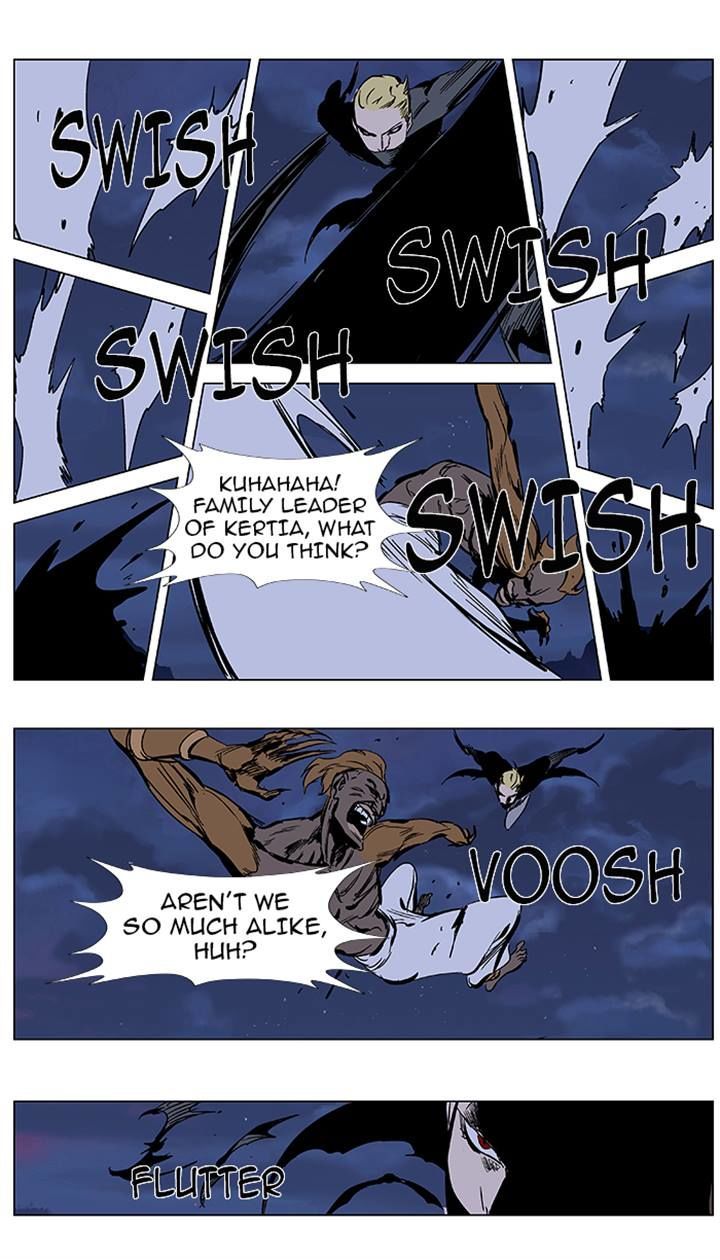 SWISH
SWISH
SWISH
KUHAHAHA!
FAMILY LEADER
OF KERTIA, WHAT
DO YOU THINK?
SWISH
AREN'T WE
SO MUCH ALIKE,
HUH?
VOOSH
FLUTTER